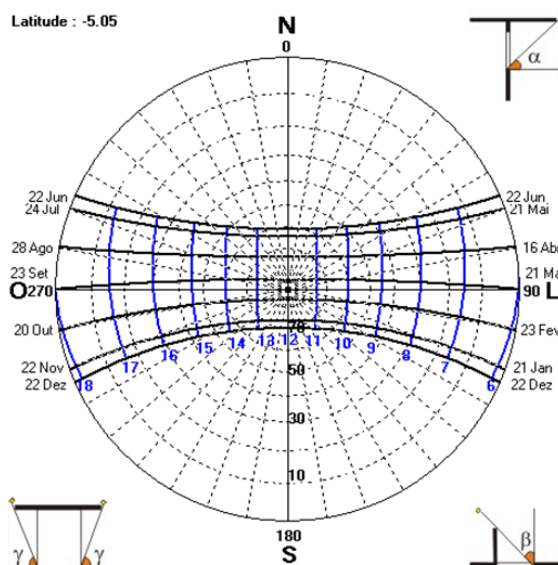 Latitude : -5.05
N
0
α
22 Jun
24 Jul
28 Ago
23 Set
O 270
20 Out
22 Nov
22 Dez
22 Jun
21 Mai
16 Abr
21 Ma
90 L
23 Fev
21 Jan
22 Dez
70
18 17 16 15 14 13 12 11 10 9 8 7 6
50
30
10
180
S
γ γ
β